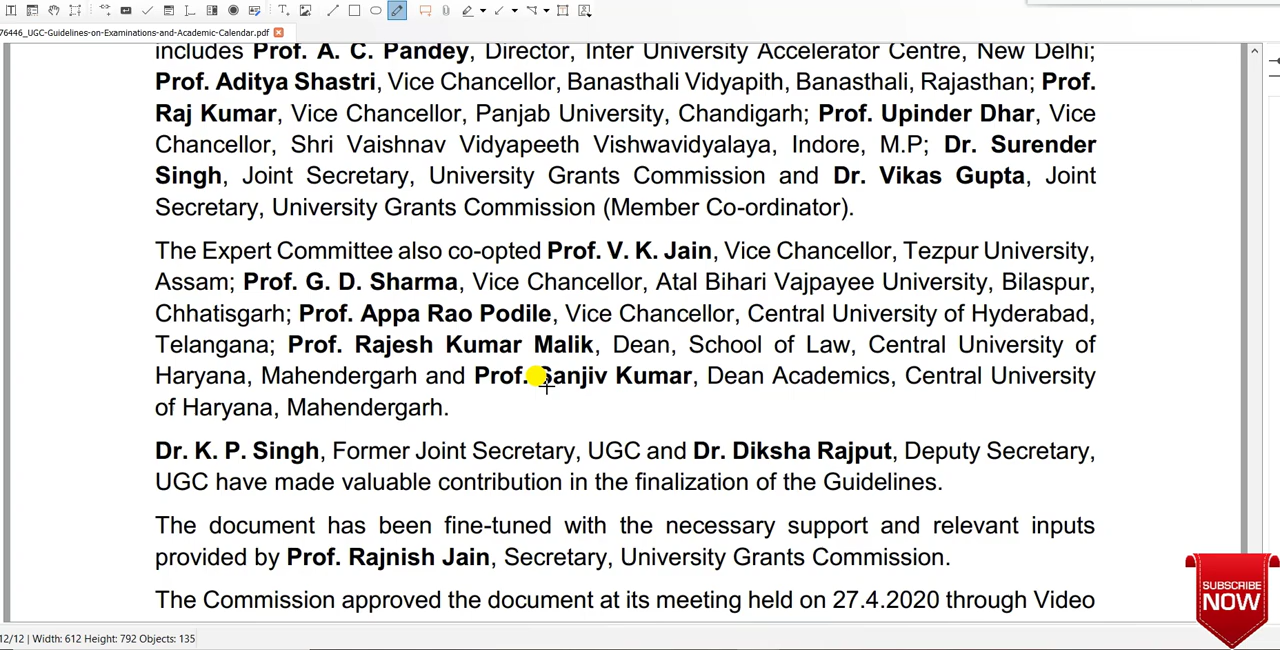 76446_UGC-Guidelines-on-Examinations-and-Academic-Calendar.pdf
includes Prof. A. C. Pandey, Director, Inter University Accelerator Centre, New Delhi;
Prof. Aditya Shastri, Vice Chancellor, Banasthali Vidyapith, Banasthali, Rajasthan; Prof.
Raj Kumar, Vice Chancellor, Panjab University, Chandigarh; Prof. Upinder Dhar, Vice
Chancellor, Shri Vaishnav Vidyapeeth Vishwavidyalaya, Indore, M.P; Dr. Surender
Singh, Joint Secretary, University Grants Commission and Dr. Vikas Gupta, Joint
Secretary, University Grants Commission (Member Co-ordinator).
The Expert Committee also co-opted Prof. V. K. Jain, Vice Chancellor, Tezpur University,
Assam; Prof. G. D. Sharma, Vice Chancellor, Atal Bihari Vajpayee University, Bilaspur,
Chhatisgarh; Prof. Appa Rao Podile, Vice Chancellor, Central University of Hyderabad,
Telangana; Prof. Rajesh Kumar Malik, Dean, School of Law, Central University of
Haryana, Mahendergarh and Prof. Sanjiv Kumar, Dean Academics, Central University
of Haryana, Mahendergarh.
Dr. K. P. Singh, Former Joint Secretary, UGC and Dr. Diksha Rajput, Deputy Secretary,
UGC have made valuable contribution in the finalization of the Guidelines.
The document has been fine-tuned with the necessary support and relevant inputs
provided by Prof. Rajnish Jain, Secretary, University Grants Commission.
The Commission approved the document at its meeting held on 27.4.2020 through Video
SUBSCRIBE
NOW
12/12 | Width: 612 Height: 792 Objects: 135